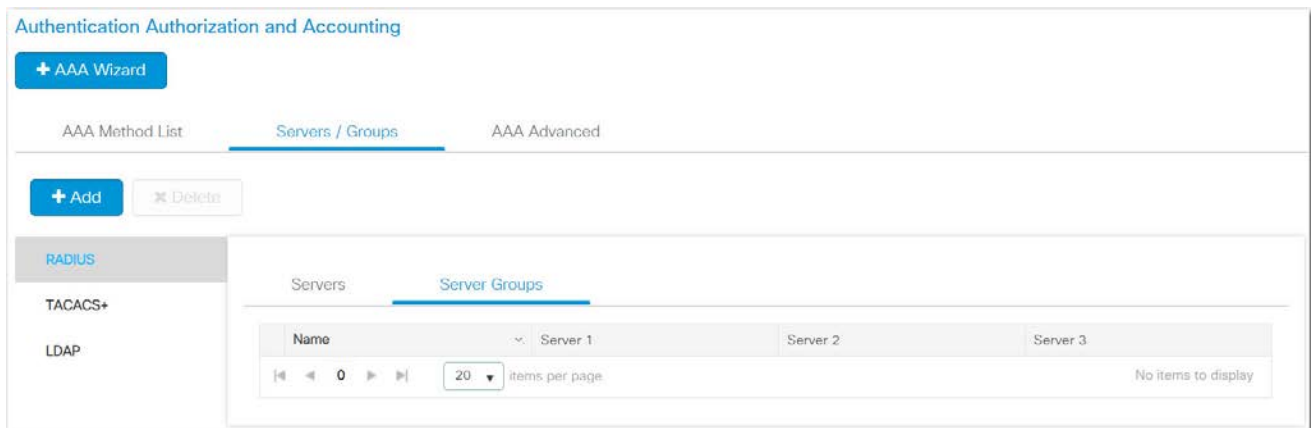 Authentication Authorization and Accounting
+ AAA Wizard
AAA Method List Servers / Groups AAA Advanced
+ Add ✖ Delete
RADIUS
Servers Server Groups
TACACS+
Name Server 1 Server 2 Server 3
LDAP
0 20 items per page No items to display